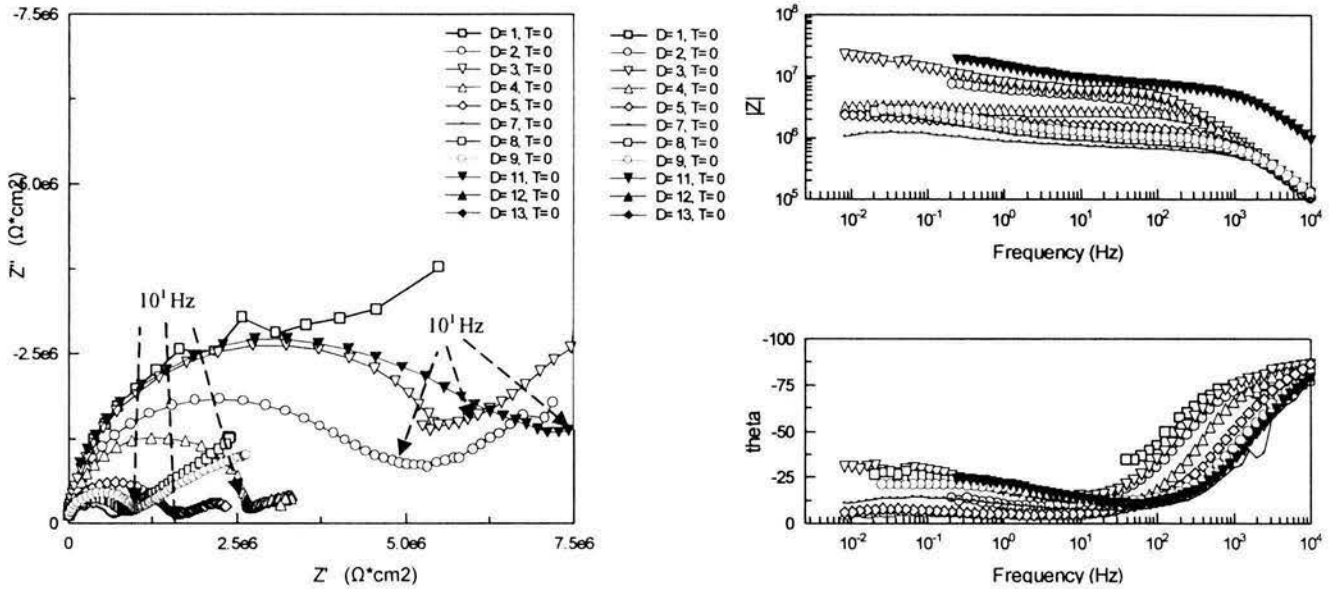 -7.5e6
-5.0e6
-2.5e6
0
Z'' (Ω*cm2)
0
2.5e6
5.0e6
7.5e6
Z' (Ω*cm2)
10¹ Hz
10¹ Hz
D= 1, T= 0
D= 2, T= 0
D= 3, T= 0
D= 4, T= 0
D= 5, T= 0
D= 7, T= 0
D= 8, T= 0
D= 9, T= 0
D= 11, T= 0
D= 12, T= 0
D= 13, T= 0
D= 1, T= 0
D= 2, T= 0
D= 3, T= 0
D= 4, T= 0
D= 5, T= 0
D= 7, T= 0
D= 8, T= 0
D= 9, T= 0
D= 11, T= 0
D= 12, T= 0
D= 13, T= 0
10⁸
10⁷
10⁶
10⁵
|Z|
10⁻²
10⁻¹
10⁰
10¹
10²
10³
10⁴
Frequency (Hz)
-100
-75
-50
-25
0
theta
10⁻²
10⁻¹
10⁰
10¹
10²
10³
10⁴
Frequency (Hz)